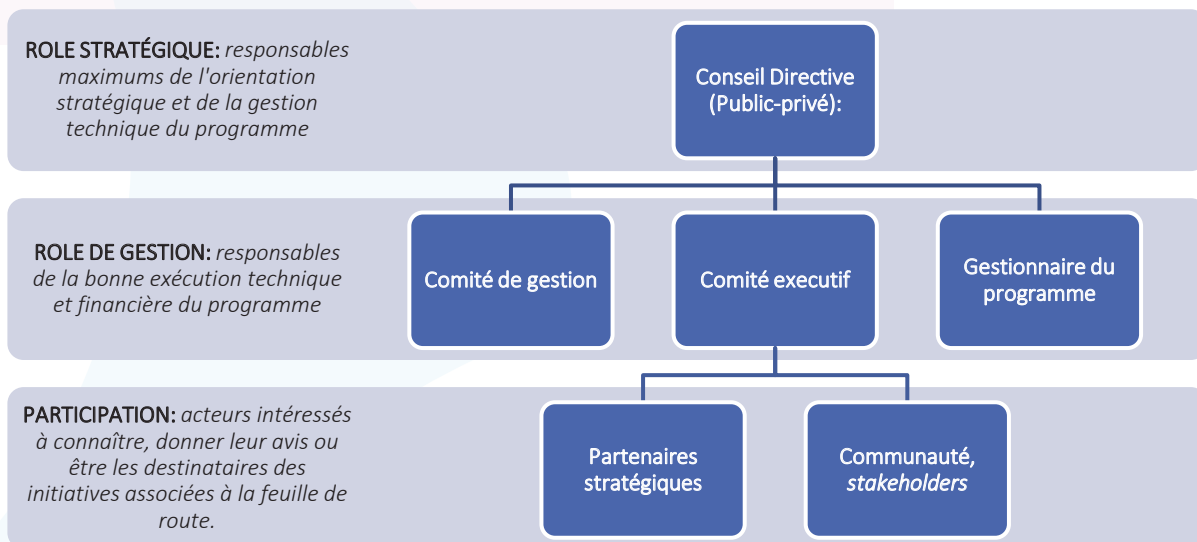 ROLE STRATÉGIQUE: responsables
maximums de l'orientation
stratégique et de la gestion
technique du programme
Conseil Directive
(Public-privé):
ROLE DE GESTION: responsables
de la bonne exécution technique
et financière du programme
Comité de gestion
Comité executif
Gestionnaire du
programme
PARTICIPATION: acteurs intéressés
à connaître, donner leur avis ou
être les destinataires des
initiatives associées à la feuille de
route.
Partenaires
stratégiques
Communauté,
stakeholders